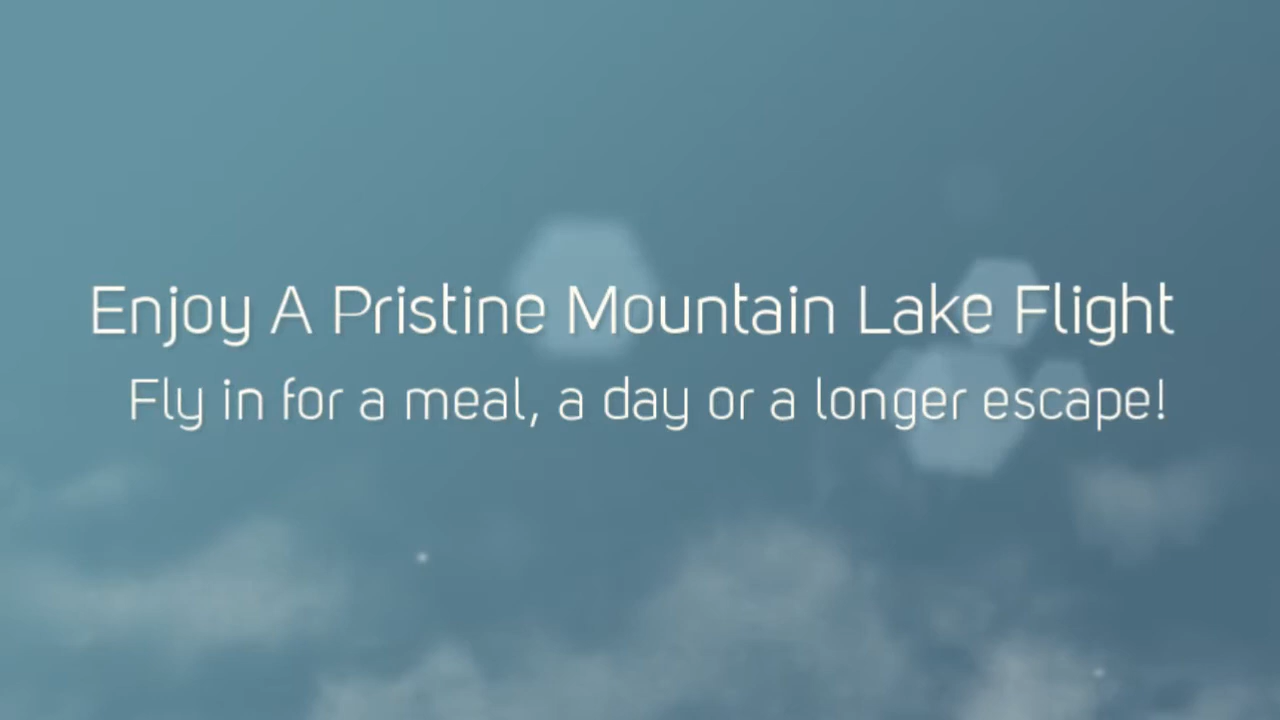 Enjoy A Pristine Mountain Lake Flight
Fly in for a meal, a day or a longer escape!